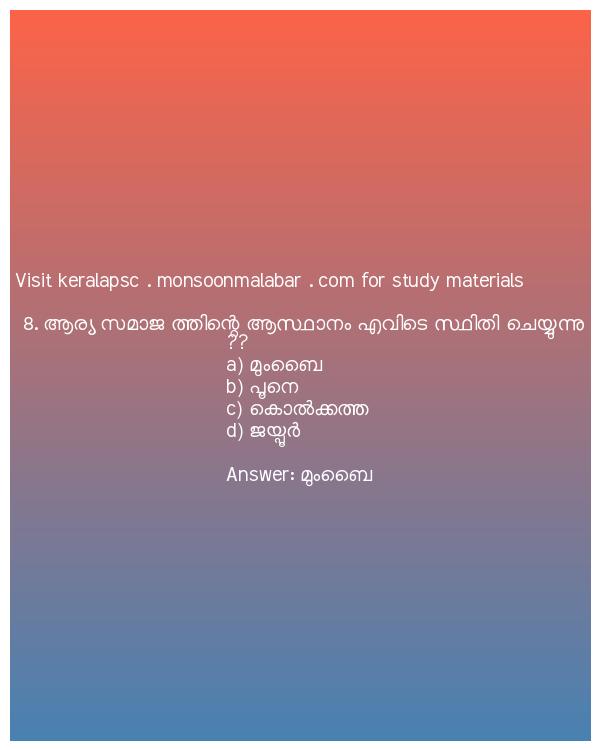 Visit keralapsc . monsoonmalabar . com for study materials
8. ആര്യ സമാജ ത്തിന്റെ ആസ്ഥാനം എവിടെ സ്ഥിതി ചെയ്യുന്നു
??
a) മുംബൈ
b) പൂനെ
c) കൊൽക്കത്ത
d) ജയ്പൂർ
Answer: മുംബൈ